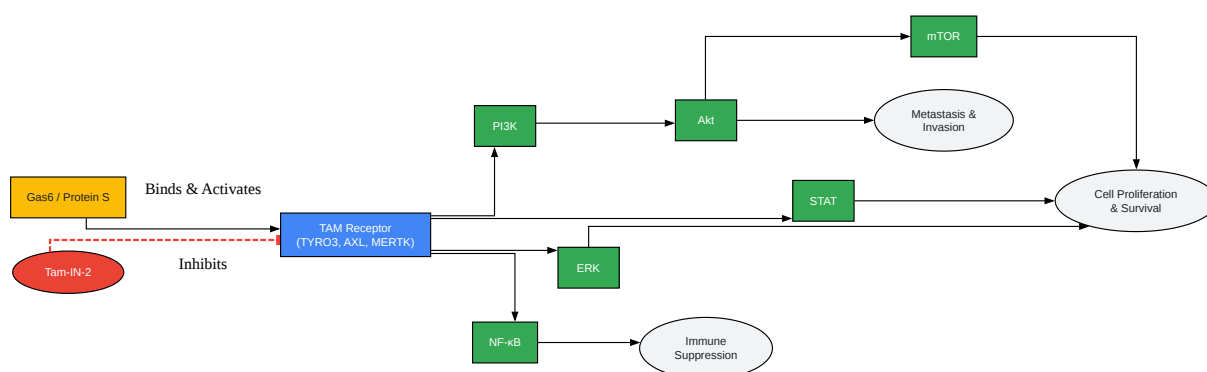 mTOR
PI3K
Akt
Metastasis &
Invasion
Binds & Activates
Gas6 / Protein S
STAT
Cell Proliferation
& Survival
TAM Receptor
(TYRO3, AXL, MERTK)
Inhibits
Tam-IN-2
ERK
NF-κB
Immune
Suppression